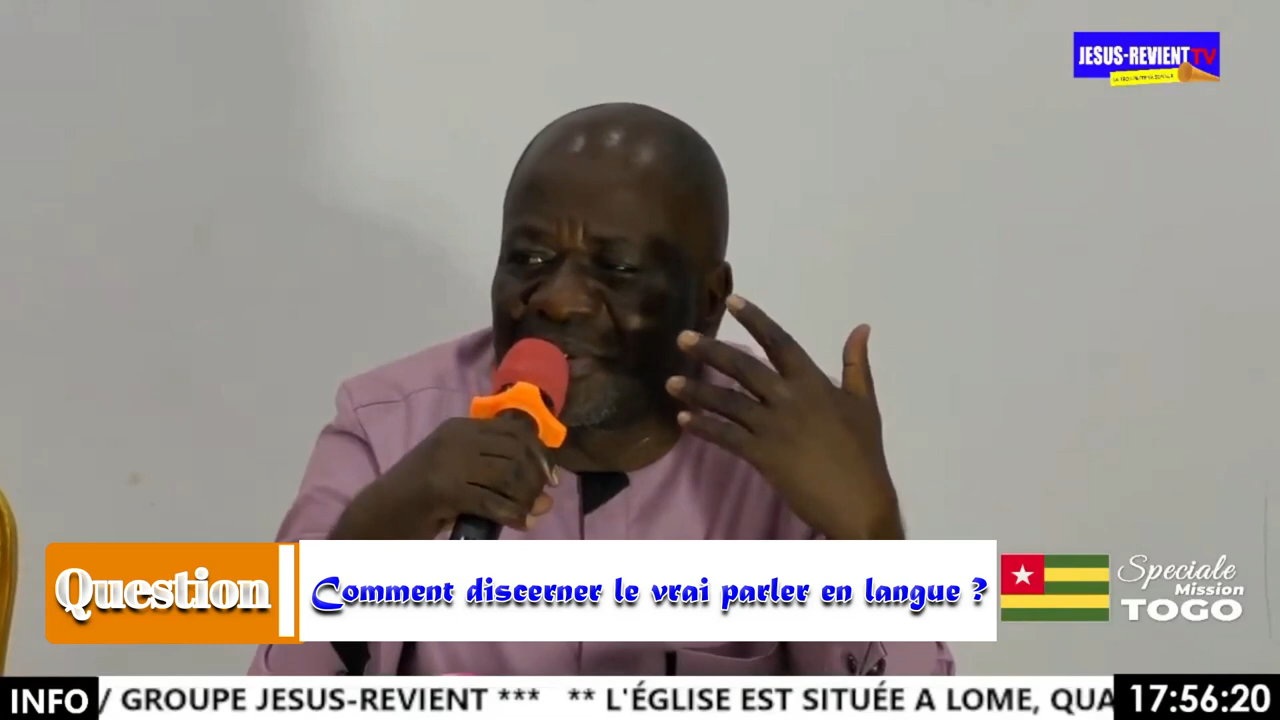 JESUS-REVIENT TV
Question
Comment discerner le vrai parler en langue ?
Speciale
Mission
TOGO
INFO
/ GROUPE JESUS-REVIENT *** ** L'ÉGLISE EST SITUÉE A LOME, QUA
17:56:20